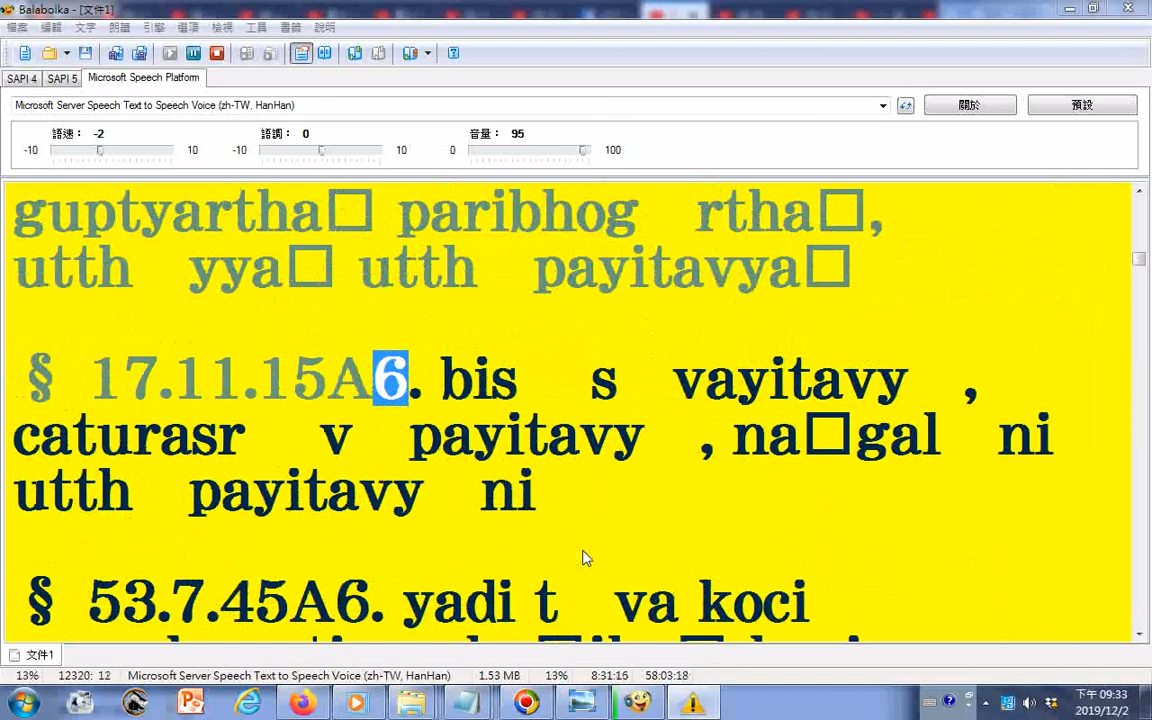 Balabolka - [文件1]
檔案 編輯 文字 朗讀 引擎 選項 檢視 工具 書籤 說明
SAPI 4 SAPI 5 Microsoft Speech Platform
Microsoft Server Speech Text to Speech Voice (zh-TW, HanHan) 關於 預設
語速： -2 語調： 0 音量： 95
-10 10 -10 10 0 100
guptyartha□ paribhog rtha□,
utth yya□ utth payitavya□
§ 17.11.15A6. bis s vayitavy ,
caturasr v payitavy , na□gal ni
utth payitavy ni
§ 53.7.45A6. yadi t va koci
文件1
13% 12320: 12 Microsoft Server Speech Text to Speech Voice (zh-TW, HanHan) 1.53 MB 13% 8:31:16 58:03:18
下午 09:33
2019/12/2